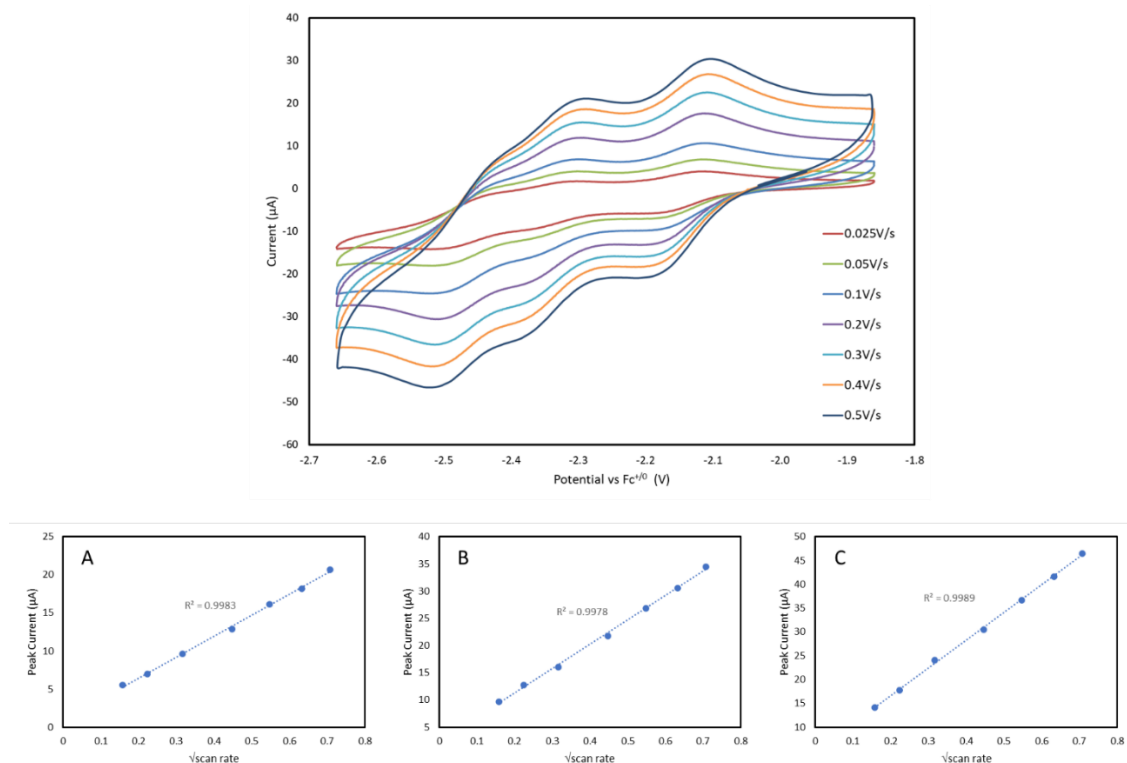 40
30
20
10
0
-10
-20
-30
-40
-50
-60
Current (µA)
0.025V/s
0.05V/s
0.1V/s
0.2V/s
0.3V/s
0.4V/s
0.5V/s
-2.7 -2.6 -2.5 -2.4 -2.3 -2.2 -2.1 -2.0 -1.9 -1.8
Potential vs Fc⁺/⁰ (V)
A
25
20
15
10
5
0
Peak Current (µA)
R² = 0.9983
0 0.1 0.2 0.3 0.4 0.5 0.6 0.7 0.8
√scan rate
B
40
35
30
25
20
15
10
5
Peak Current (µA)
R² = 0.9978
0 0.1 0.2 0.3 0.4 0.5 0.6 0.7 0.8
√scan rate
C
50
45
40
35
30
25
20
15
10
Peak Current (µA)
R² = 0.9989
0 0.1 0.2 0.3 0.4 0.5 0.6 0.7 0.8
√scan rate